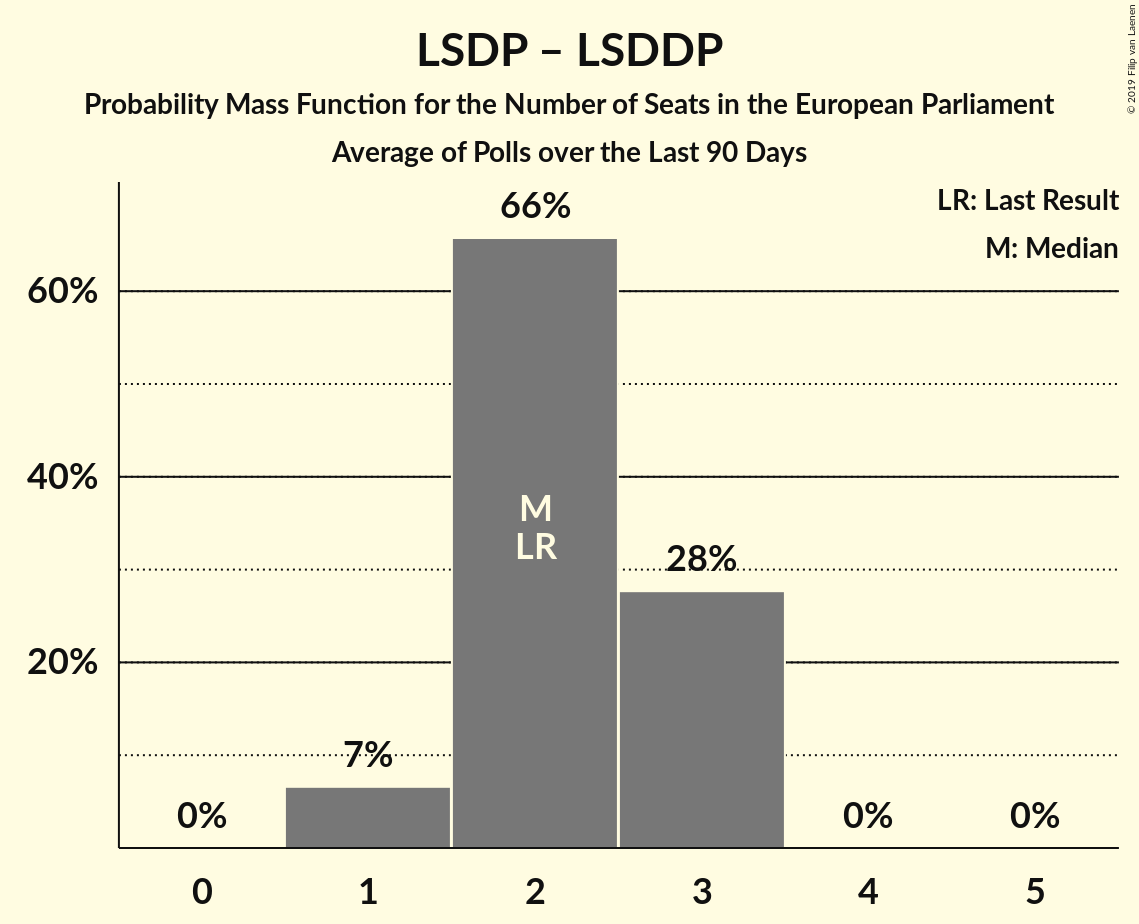 LSDP – LSDDP
Probability Mass Function for the Number of Seats in the European Parliament
Average of Polls over the Last 90 Days
© 2019 Filip van Laenen
LR: Last Result
M: Median
66%
60%
M
LR
40%
28%
20%
7%
0%
0%
0%
0
1
2
3
4
5